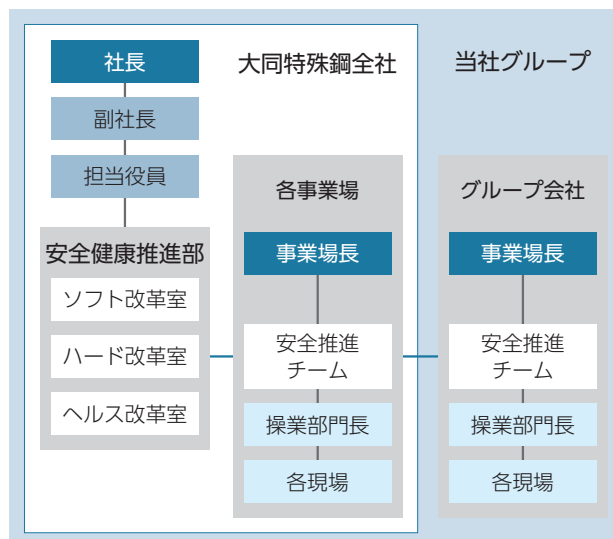 社長
副社長
担当役員
安全健康推進部
ソフト改革室
ハード改革室
ヘルス改革室
大同特殊鋼全社
各事業場
事業場長
安全推進
チーム
操業部門長
各現場
当社グループ
グループ会社
事業場長
安全推進
チーム
操業部門長
各現場